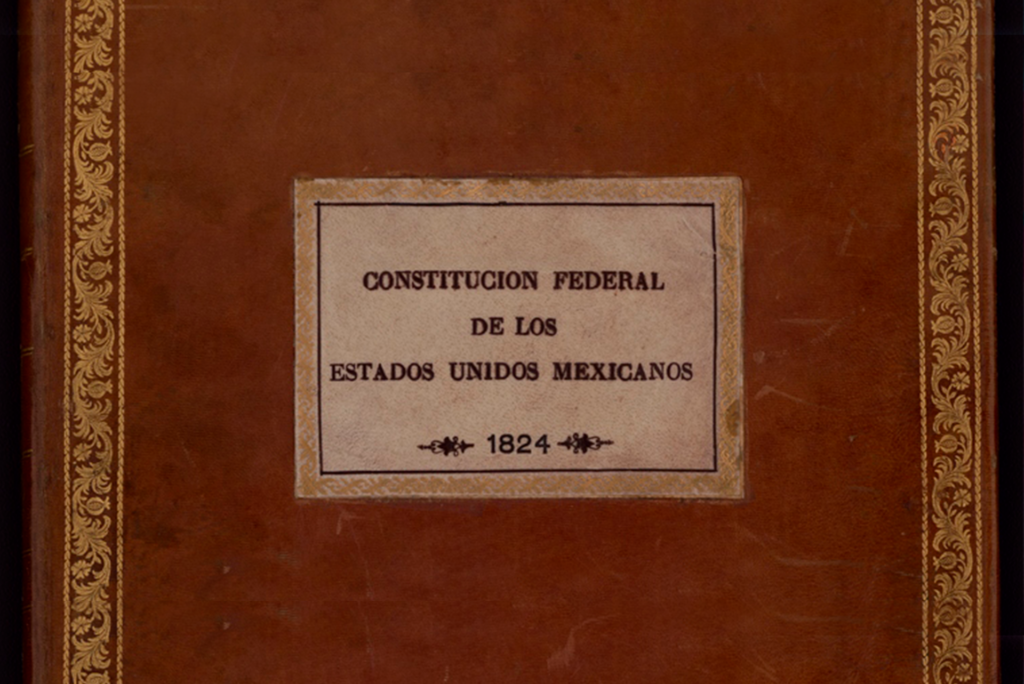 CONSTITUCION FEDERAL
DE LOS
ESTADOS UNIDOS MEXICANOS
1824